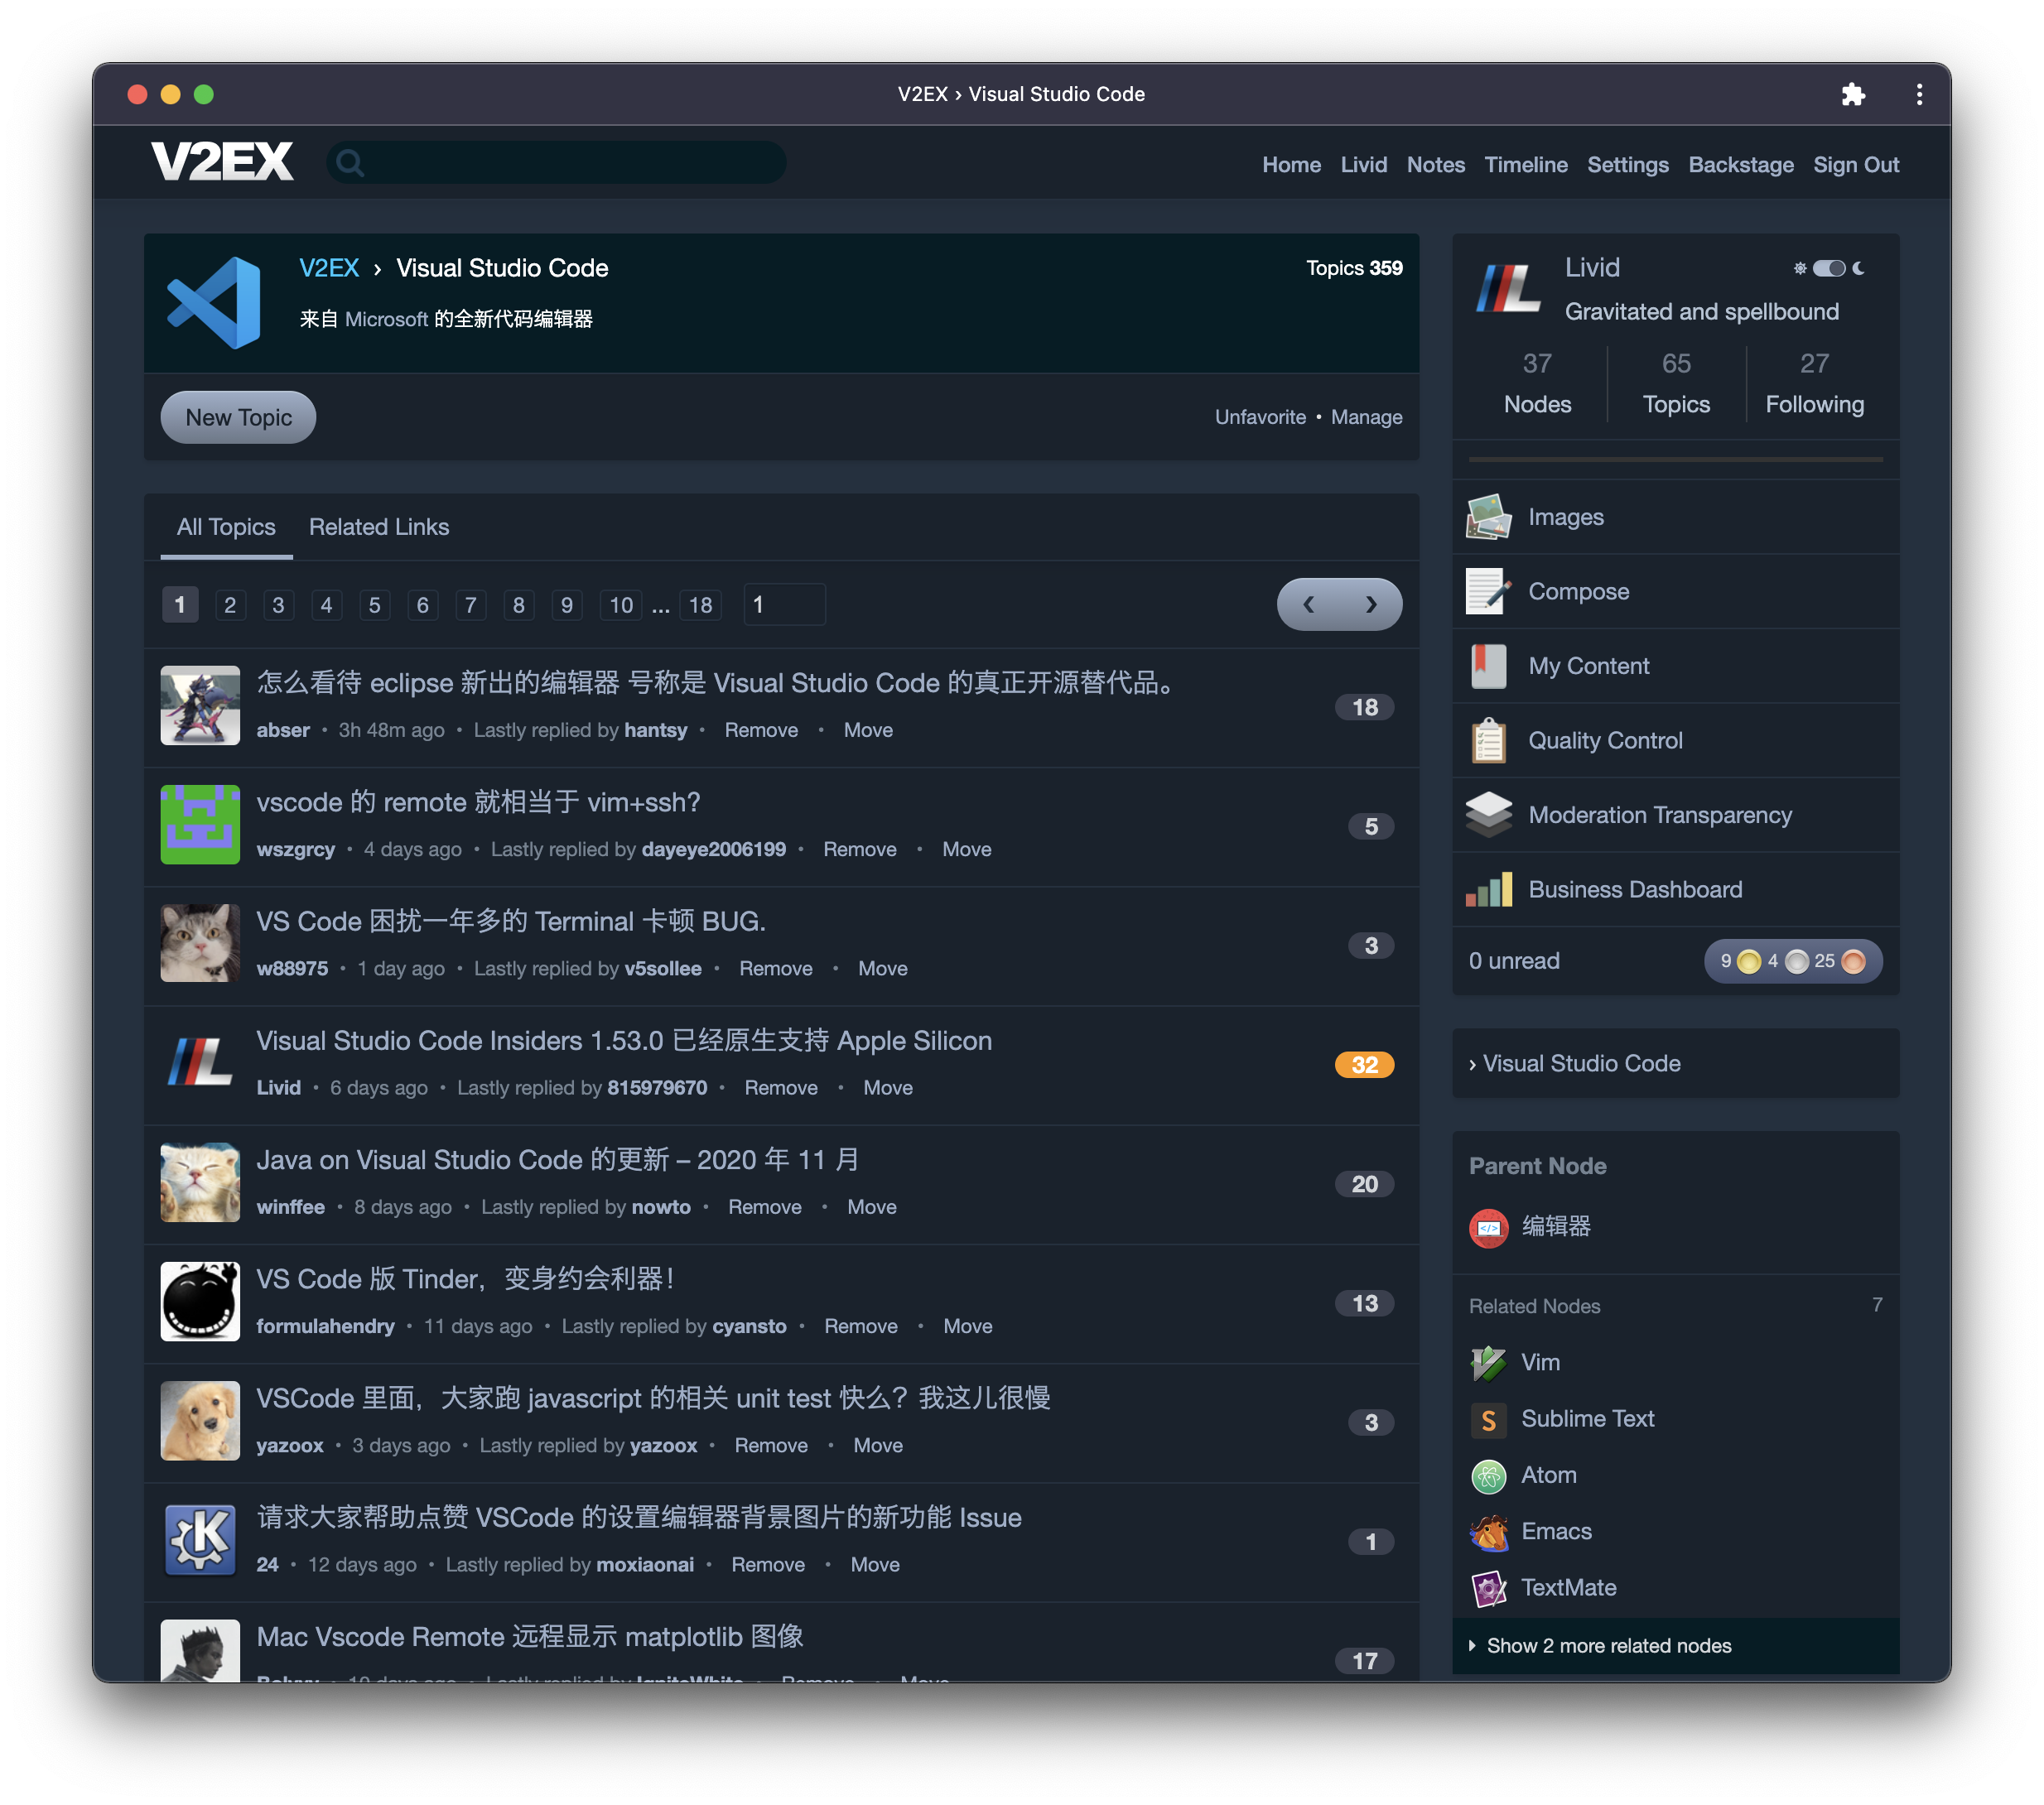 V2EX › Visual Studio Code
V2EX
Home Livid Notes Timeline Settings Backstage Sign Out
V2EX › Visual Studio Code
Topics 359
来自 Microsoft 的全新代码编辑器
New Topic
Unfavorite • Manage
All Topics Related Links
1 2 3 4 5 6 7 8 9 10 ... 18 1
❮ ❯
怎么看待 eclipse 新出的编辑器 号称是 Visual Studio Code 的真正开源替代品。
18
abser • 3h 48m ago • Lastly replied by hantsy • Remove • Move
vscode 的 remote 就相当于 vim+ssh?
5
wszgrcy • 4 days ago • Lastly replied by dayeye2006199 • Remove • Move
VS Code 困扰一年多的 Terminal 卡顿 BUG.
3
w88975 • 1 day ago • Lastly replied by v5sollee • Remove • Move
Visual Studio Code Insiders 1.53.0 已经原生支持 Apple Silicon
32
Livid • 6 days ago • Lastly replied by 815979670 • Remove • Move
Java on Visual Studio Code 的更新 – 2020 年 11 月
20
winffee • 8 days ago • Lastly replied by nowto • Remove • Move
VS Code 版 Tinder，变身约会利器！
13
formulahendry • 11 days ago • Lastly replied by cyansto • Remove • Move
VSCode 里面，大家跑 javascript 的相关 unit test 快么？我这儿很慢
3
yazoox • 3 days ago • Lastly replied by yazoox • Remove • Move
请求大家帮助点赞 VSCode 的设置编辑器背景图片的新功能 Issue
1
24 • 12 days ago • Lastly replied by moxiaonai • Remove • Move
Mac Vscode Remote 远程显示 matplotlib 图像
17
Livid
Gravitated and spellbound
37 65 27
Nodes Topics Following
Images
Compose
My Content
Quality Control
Moderation Transparency
Business Dashboard
0 unread
9 4 25
› Visual Studio Code
Parent Node
编辑器
Related Nodes 7
Vim
Sublime Text
Atom
Emacs
TextMate
Show 2 more related nodes